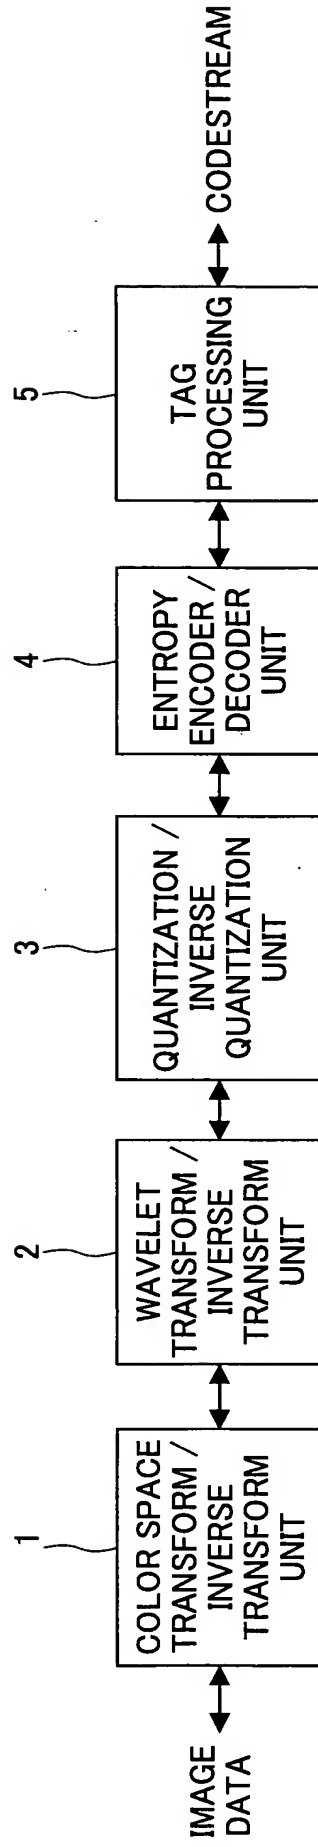 IMAGE
DATA
1
COLOR SPACE
TRANSFORM /
INVERSE
TRANSFORM
UNIT
2
WAVELET
TRANSFORM /
INVERSE
TRANSFORM
UNIT
3
QUANTIZATION /
INVERSE
QUANTIZATION
UNIT
4
ENTROPY
ENCODER /
DECODER
UNIT
5
TAG
PROCESSING
UNIT
CODESTREAM